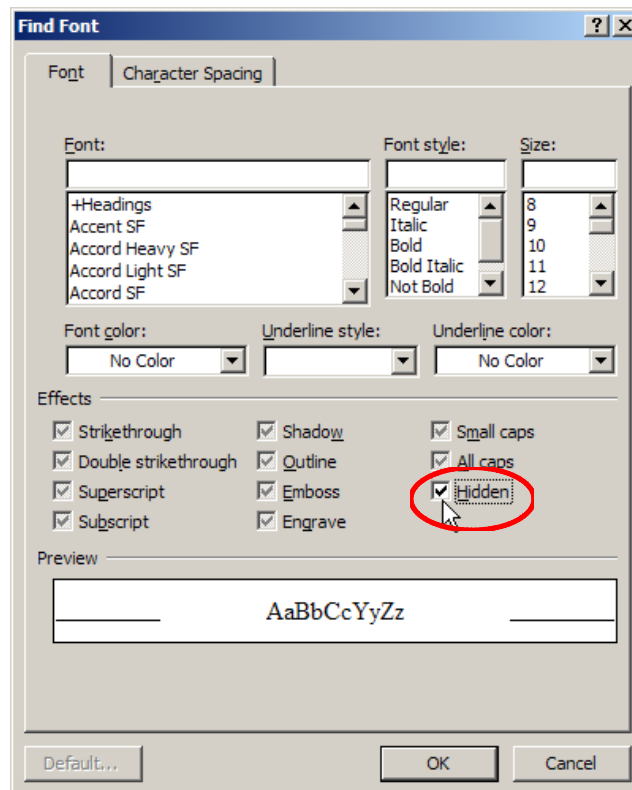 Find Font
Font Character Spacing
Font: Font style: Size:
+Headings Regular 8
Accent SF Italic 9
Accord Heavy SF Bold 10
Accord Light SF Bold Italic 11
Accord SF Not Bold 12
Font color: Underline style: Underline color:
No Color No Color
Effects
Strikethrough Shadow Small caps
Double strikethrough Outline All caps
Superscript Emboss Hidden
Subscript Engrave
Preview
AaBbCcYyZz
Default... OK Cancel